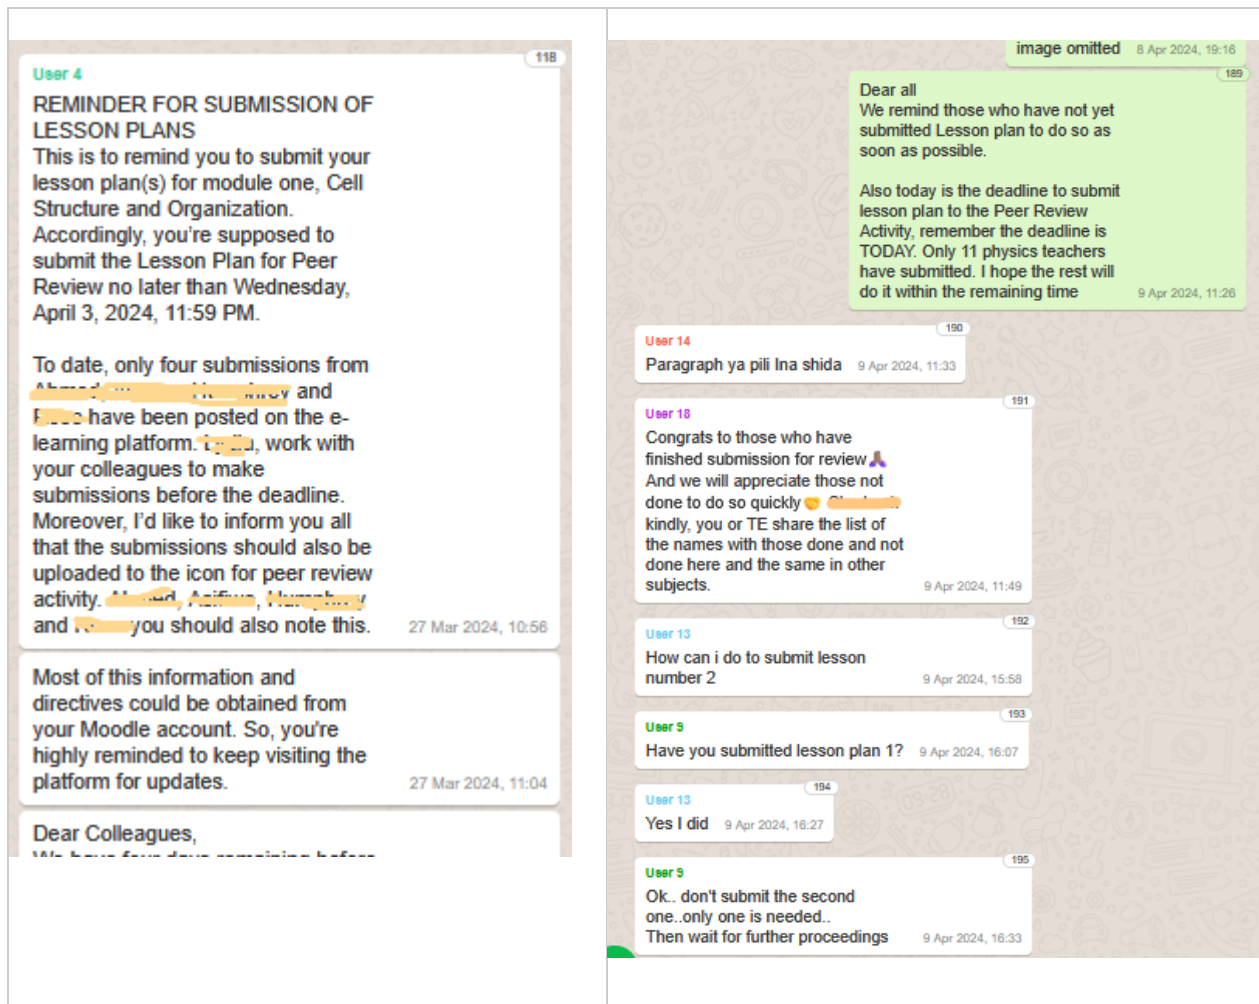 118
User 4
REMINDER FOR SUBMISSION OF
LESSON PLANS
This is to remind you to submit your
lesson plan(s) for module one, Cell
Structure and Organization.
Accordingly, you're supposed to
submit the Lesson Plan for Peer
Review no later than Wednesday,
April 3, 2024, 11:59 PM.
To date, only four submissions from
and
have been posted on the e-
learning platform. work with
your colleagues to make
submissions before the deadline.
Moreover, I'd like to inform you all
that the submissions should also be
uploaded to the icon for peer review
activity.
and you should also note this. 27 Mar 2024, 10:56
Most of this information and
directives could be obtained from
your Moodle account. So, you're
highly reminded to keep visiting the
platform for updates. 27 Mar 2024, 11:04
Dear Colleagues,
We have four days remaining before
image omitted 8 Apr 2024, 19:16
189
Dear all
We remind those who have not yet
submitted Lesson plan to do so as
soon as possible.
Also today is the deadline to submit
lesson plan to the Peer Review
Activity, remember the deadline is
TODAY. Only 11 physics teachers
have submitted. I hope the rest will
do it within the remaining time 9 Apr 2024, 11:26
190
User 14
Paragraph ya pili Ina shida 9 Apr 2024, 11:33
191
User 18
Congrats to those who have
finished submission for review🙏🏾
And we will appreciate those not
done to do so quickly🤝
kindly, you or TE share the list of
the names with those done and not
done here and the same in other
subjects. 9 Apr 2024, 11:49
192
User 13
How can i do to submit lesson
number 2 9 Apr 2024, 15:58
193
User 9
Have you submitted lesson plan 1? 9 Apr 2024, 16:07
194
User 13
Yes I did 9 Apr 2024, 16:27
195
User 9
Ok.. don't submit the second
one..only one is needed..
Then wait for further proceedings 9 Apr 2024, 16:33